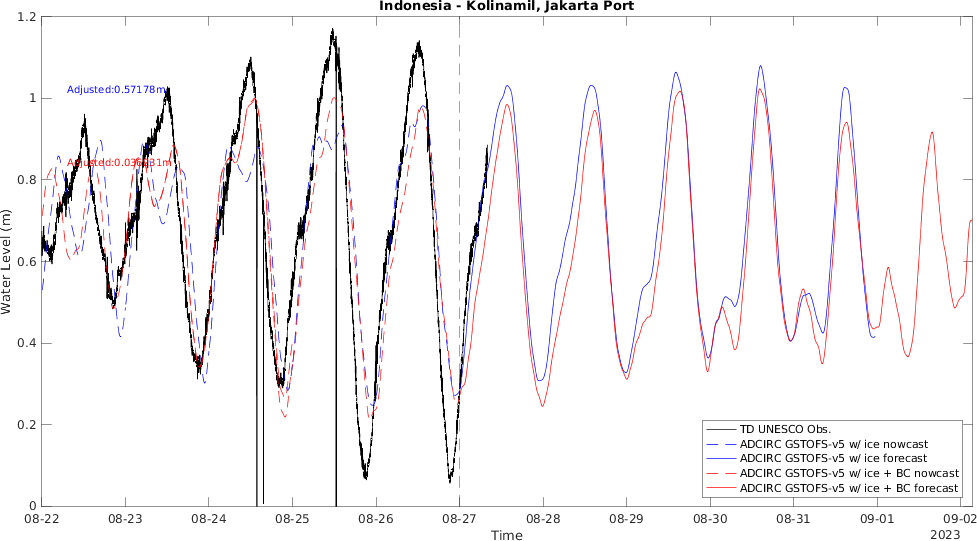 Indonesia - Kolinamil, Jakarta Port
1.2
1
0.8
0.6
0.4
0.2
0
Water Level (m)
Adjusted:0.57178m
TD UNESCO Obs.
ADCIRC GSTOFS-v5 w/ ice nowcast
ADCIRC GSTOFS-v5 w/ ice forecast
ADCIRC GSTOFS-v5 w/ ice + BC nowcast
ADCIRC GSTOFS-v5 w/ ice + BC forecast
08-22 08-23 08-24 08-25 08-26 08-27 08-28 08-29 08-30 08-31 09-01 09-02
Time
2023